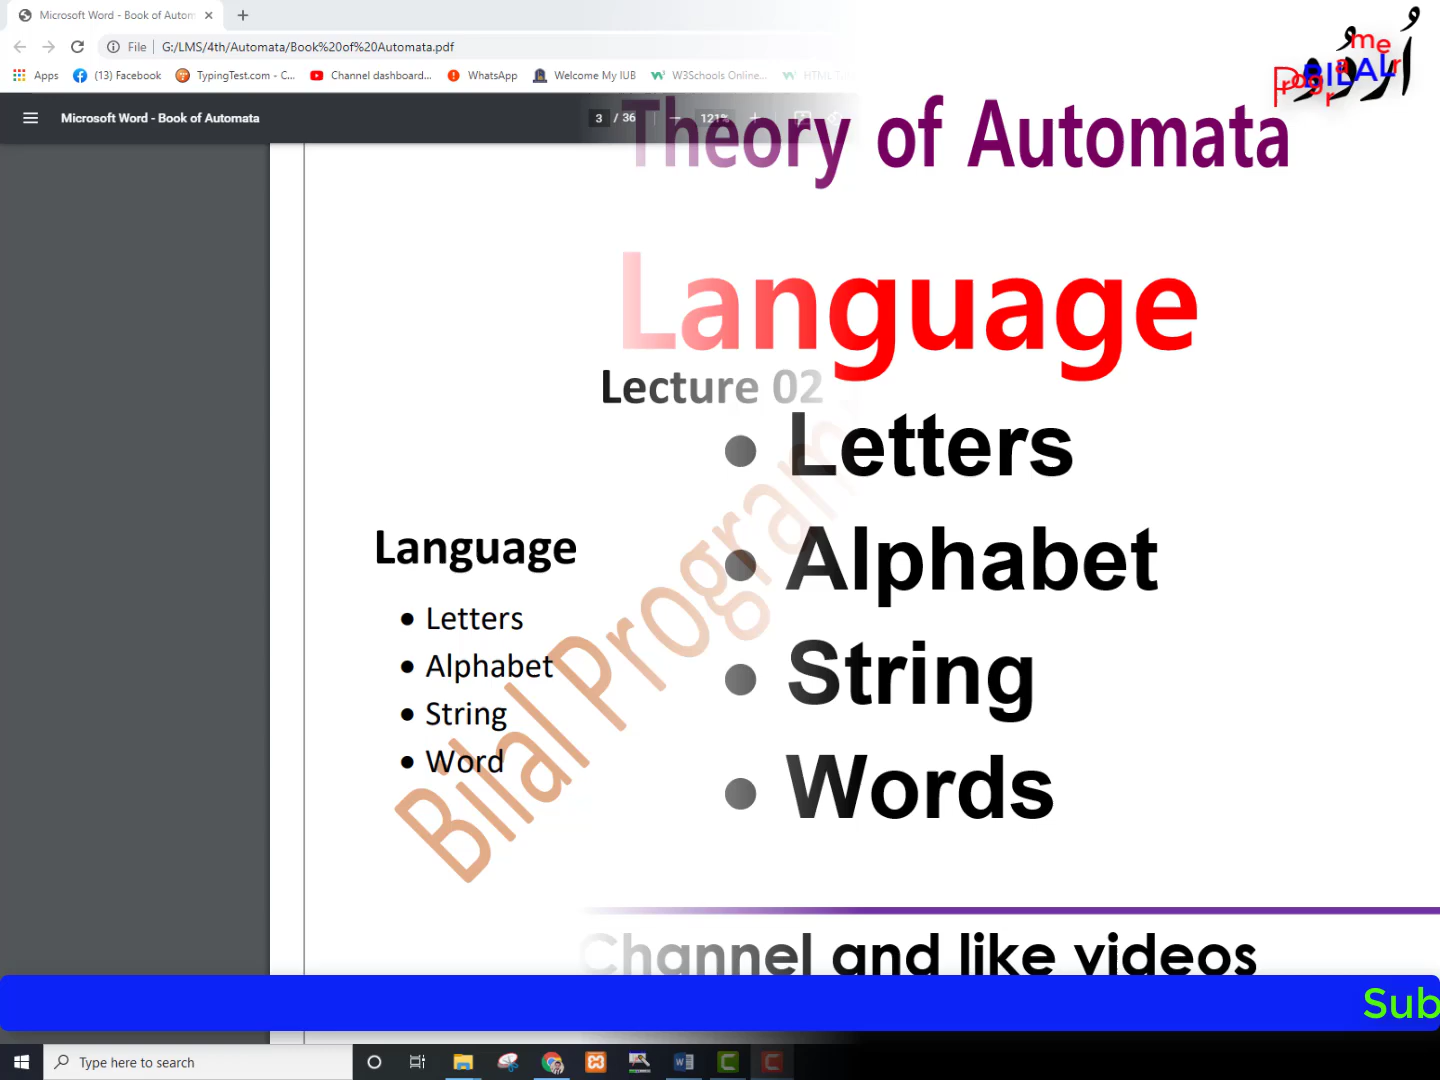 Microsoft Word - Book of Autom
File
G:/LMS/4th/Automata/Book%20of%20Automata.pdf
Apps
(13) Facebook
TypingTest.com - C...
Channel dashboard...
WhatsApp
Welcome My IUB
W3Schools Online...
HTML
Microsoft Word - Book of Automata
3 / 36
121%
اُردُو
BILAL
Theory of Automata
Language
Lecture 02
Letters
Alphabet
String
Words
Language
Letters
Alphabet
String
Word
Bilal Program
Channel and like videos
Sub
Type here to search